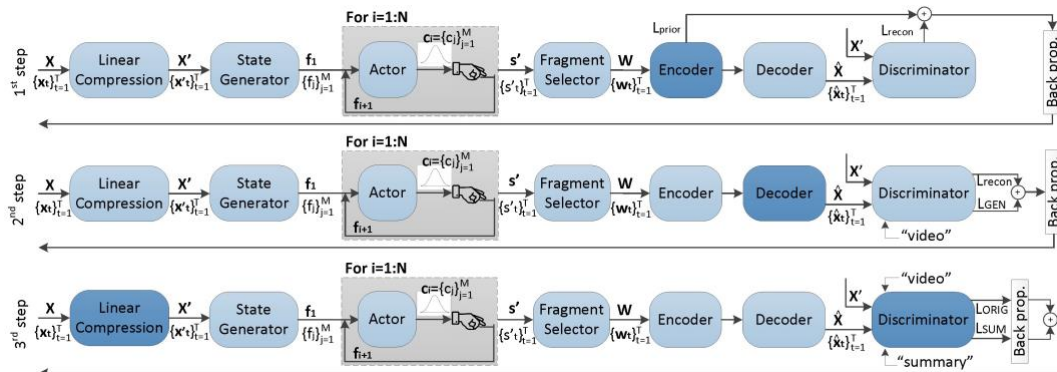 For i=1:N
1st step
X
{xt}T t=1
Linear Compression
X'
{x't}T t=1
State Generator
f1
{fj}M j=1
Actor
ci={cj}M j=1
fi+1
s'
{s't}T t=1
Fragment Selector
W
{wt}T t=1
Encoder
Lprior
Decoder
X̂
{x̂t}T t=1
X'
Discriminator
Lrecon
+
Back prop.
For i=1:N
2nd step
X
{xt}T t=1
Linear Compression
X'
{x't}T t=1
State Generator
f1
{fj}M j=1
Actor
ci={cj}M j=1
fi+1
s'
{s't}T t=1
Fragment Selector
W
{wt}T t=1
Encoder
Decoder
X̂
{x̂t}T t=1
X'
Discriminator
Lrecon
LGEN
+
Back prop.
“video”
For i=1:N
3rd step
X
{xt}T t=1
Linear Compression
X'
{x't}T t=1
State Generator
f1
{fj}M j=1
Actor
ci={cj}M j=1
fi+1
s'
{s't}T t=1
Fragment Selector
W
{wt}T t=1
Encoder
Decoder
X̂
{x̂t}T t=1
X'
“video”
Discriminator
LORIG
LSUM
Back prop.
+
“summary”